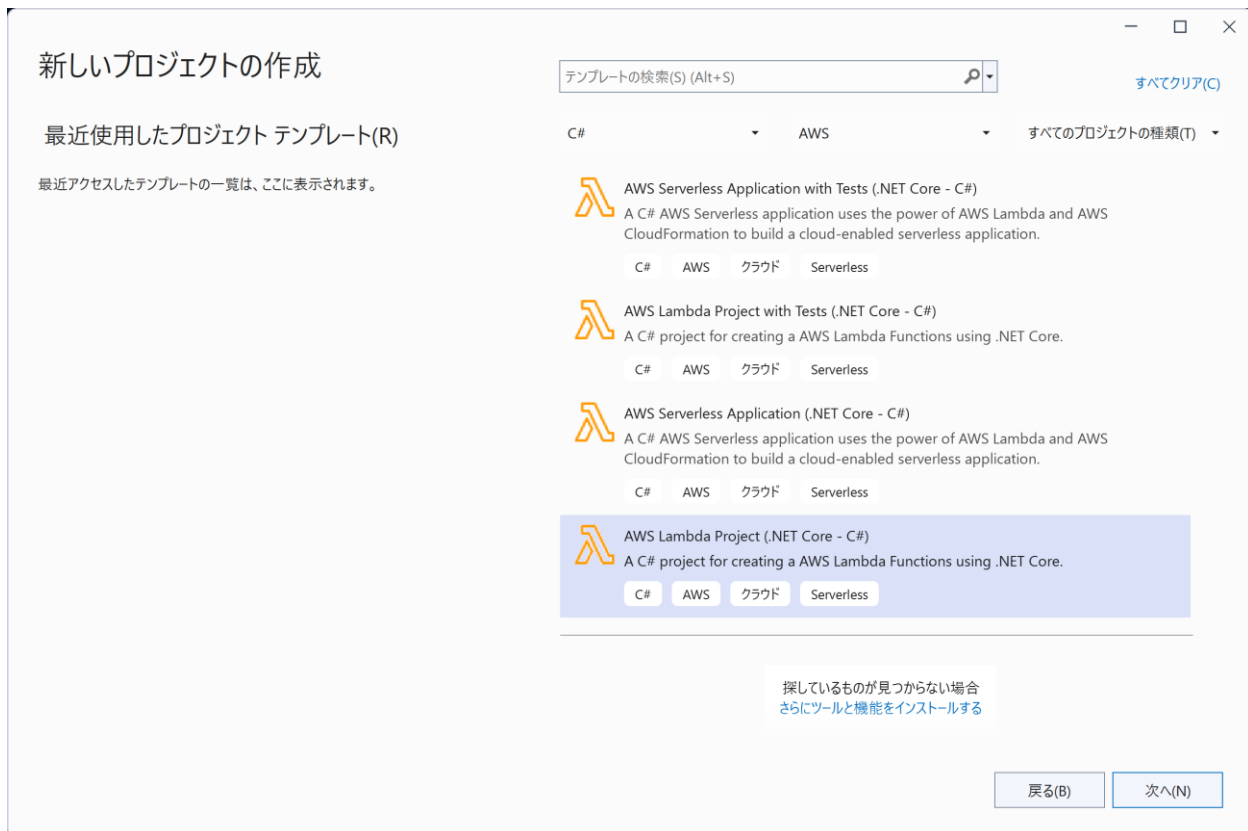 新しいプロジェクトの作成
テンプレートの検索(S) (Alt+S)
すべてクリア(C)
最近使用したプロジェクト テンプレート(R)
最近アクセスしたテンプレートの一覧は、ここに表示されます。
C#
AWS
すべてのプロジェクトの種類(T)
AWS Serverless Application with Tests (.NET Core - C#)
A C# AWS Serverless application uses the power of AWS Lambda and AWS
CloudFormation to build a cloud-enabled serverless application.
C# AWS クラウド Serverless
AWS Lambda Project with Tests (.NET Core - C#)
A C# project for creating a AWS Lambda Functions using .NET Core.
C# AWS クラウド Serverless
AWS Serverless Application (.NET Core - C#)
A C# AWS Serverless application uses the power of AWS Lambda and AWS
CloudFormation to build a cloud-enabled serverless application.
C# AWS クラウド Serverless
AWS Lambda Project (.NET Core - C#)
A C# project for creating a AWS Lambda Functions using .NET Core.
C# AWS クラウド Serverless
探しているものが見つからない場合
さらにツールと機能をインストールする
戻る(B)
次へ(N)